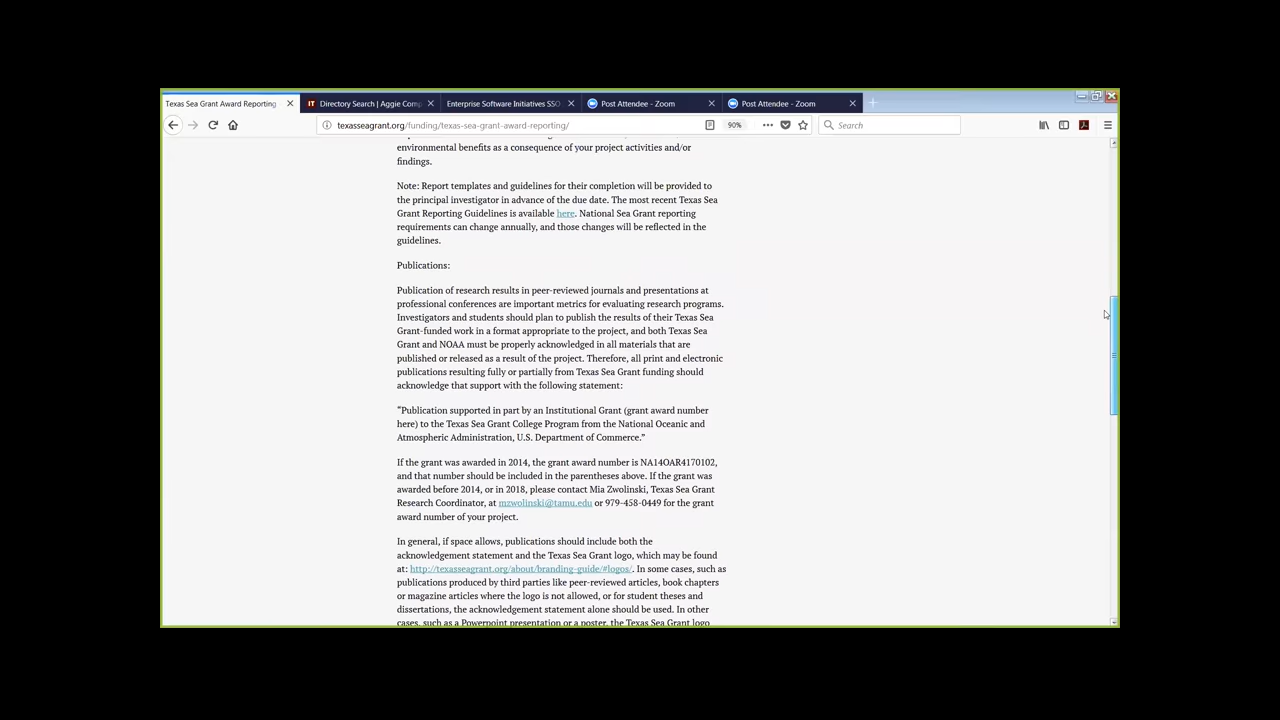 Texas Sea Grant Award Reporting
IT Directory Search | Aggie Comp
Enterprise Software Initiatives SSO
Post Attendee - Zoom
Post Attendee - Zoom
texasseagrant.org/funding/texas-sea-grant-award-reporting/
90%
Search
environmental benefits as a consequence of your project activities and/or
findings.
Note: Report templates and guidelines for their completion will be provided to
the principal investigator in advance of the due date. The most recent Texas Sea
Grant Reporting Guidelines is available here. National Sea Grant reporting
requirements can change annually, and those changes will be reflected in the
guidelines.
Publications:
Publication of research results in peer-reviewed journals and presentations at
professional conferences are important metrics for evaluating research programs.
Investigators and students should plan to publish the results of their Texas Sea
Grant-funded work in a format appropriate to the project, and both Texas Sea
Grant and NOAA must be properly acknowledged in all materials that are
published or released as a result of the project. Therefore, all print and electronic
publications resulting fully or partially from Texas Sea Grant funding should
acknowledge that support with the following statement:
“Publication supported in part by an Institutional Grant (grant award number
here) to the Texas Sea Grant College Program from the National Oceanic and
Atmospheric Administration, U.S. Department of Commerce.”
If the grant was awarded in 2014, the grant award number is NA14OAR4170102,
and that number should be included in the parentheses above. If the grant was
awarded before 2014, or in 2018, please contact Mia Zwolinski, Texas Sea Grant
Research Coordinator, at mzwolinski@tamu.edu or 979-458-0449 for the grant
award number of your project.
In general, if space allows, publications should include both the
acknowledgement statement and the Texas Sea Grant logo, which may be found
at: http://texasseagrant.org/about/branding-guide/#logos/. In some cases, such as
publications produced by third parties like peer-reviewed articles, book chapters
or magazine articles where the logo is not allowed, or for student theses and
dissertations, the acknowledgement statement alone should be used. In other
cases, such as a Powerpoint presentation or a poster, the Texas Sea Grant logo